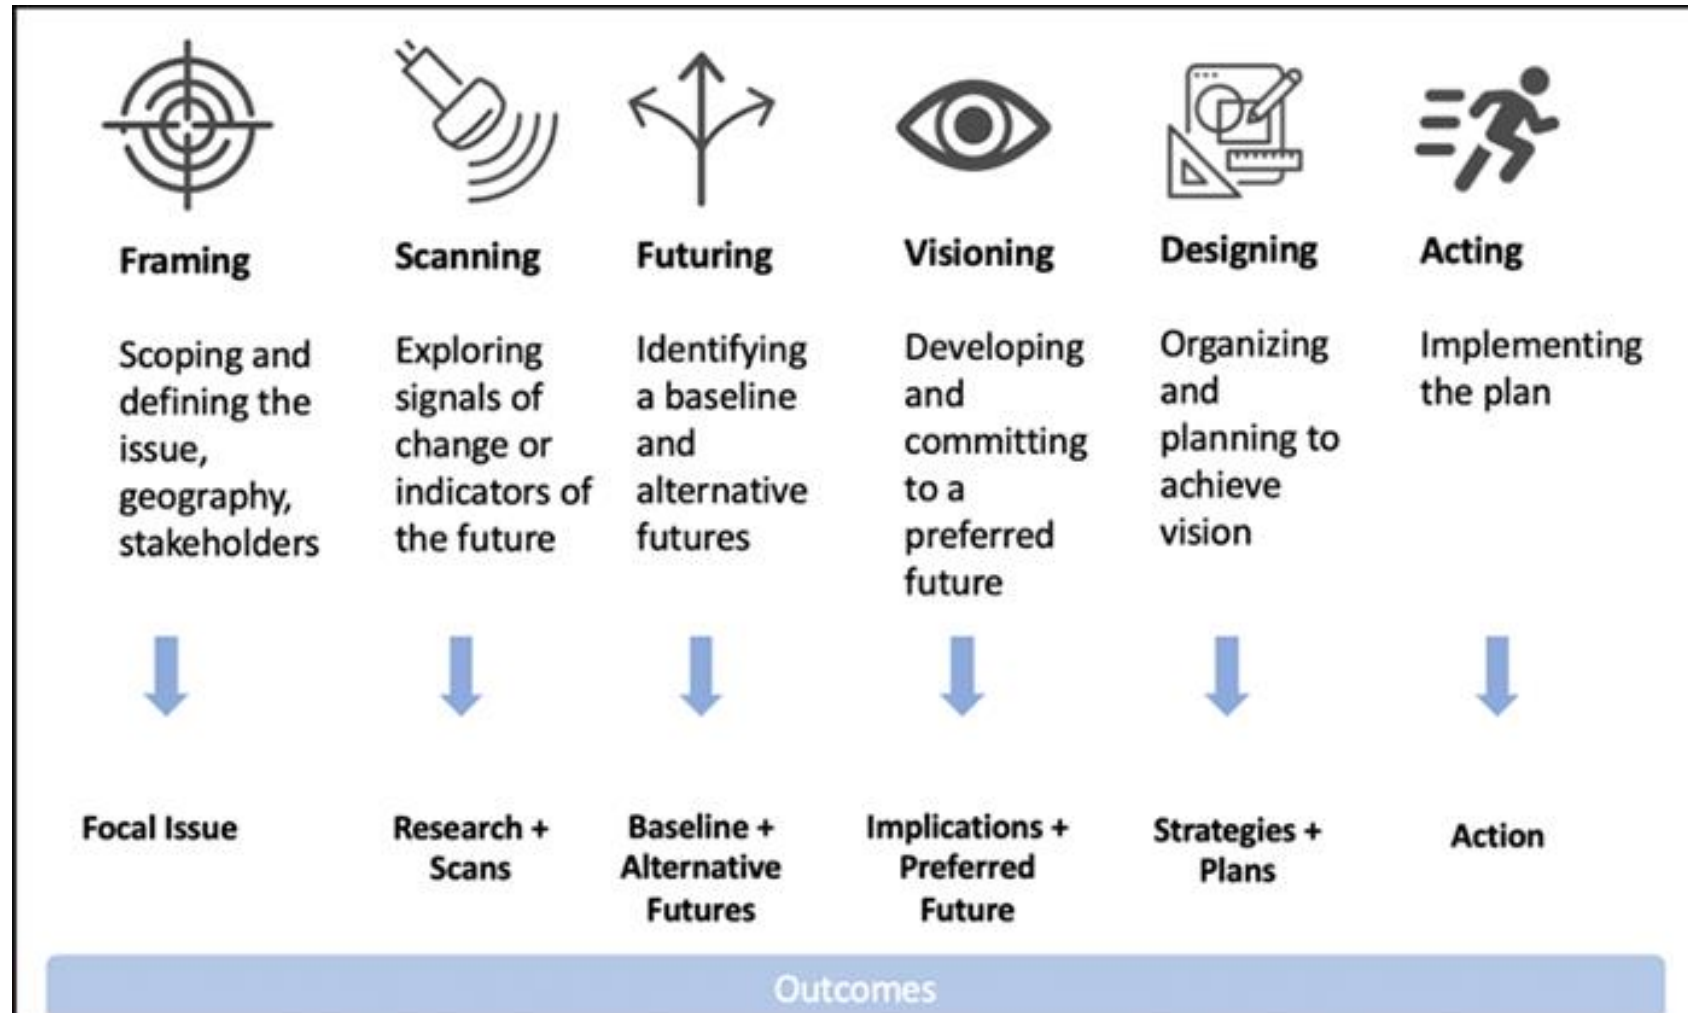 Framing
Scoping and
defining the
issue,
geography,
stakeholders
Focal Issue
Scanning
Exploring
signals of
change or
indicators of
the future
Research +
Scans
Futuring
Identifying
a baseline
and
alternative
futures
Baseline +
Alternative
Futures
Visioning
Developing
and
committing
to a
preferred
future
Implications +
Preferred
Future
Designing
Organizing
and
planning to
achieve
vision
Strategies +
Plans
Acting
Implementing
the plan
Action
Outcomes